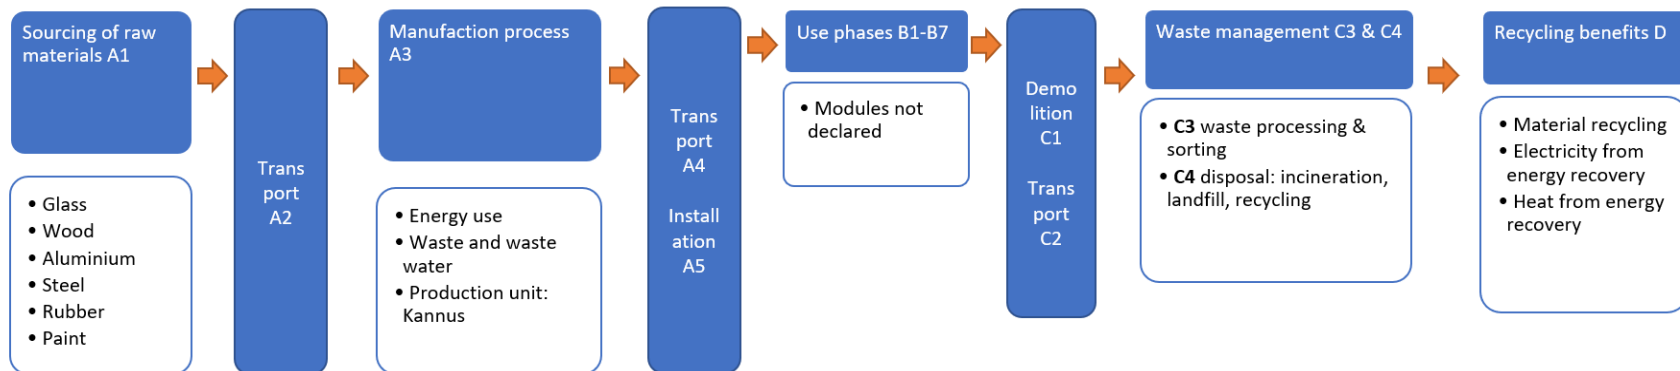 Sourcing of raw
materials A1
• Glass
• Wood
• Aluminium
• Steel
• Rubber
• Paint
Trans
port
A2
Manufaction process
A3
• Energy use
• Waste and waste
water
• Production unit:
Kannus
Trans
port
A4
Install
ation
A5
Use phases B1-B7
• Modules not
declared
Demo
lition
C1
Trans
port
C2
Waste management C3 & C4
• C3 waste processing &
sorting
• C4 disposal: incineration,
landfill, recycling
Recycling benefits D
• Material recycling
• Electricity from
energy recovery
• Heat from energy
recovery